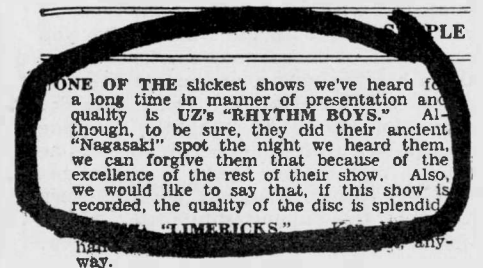 PLE
ONE OF THE slickest shows we've heard for
a long time in manner of presentation and
quality is UZ's "RHYTHM BOYS." Al-
though, to be sure, they did their ancient
"Nagasaki" spot the night we heard them,
we can forgive them that because of the
excellence of the rest of their show. Also,
we would like to say that, if this show is
recorded, the quality of the disc is splendid.
"LIMERICKS."
any-
way.